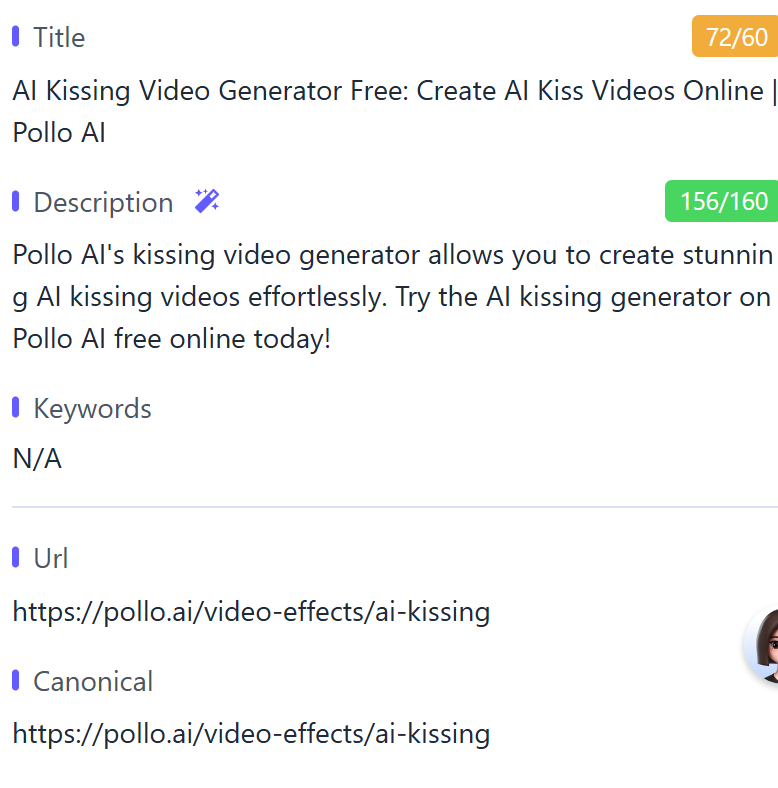 Title
72/60
AI Kissing Video Generator Free: Create AI Kiss Videos Online |
Pollo AI
Description
156/160
Pollo AI's kissing video generator allows you to create stunnin
g AI kissing videos effortlessly. Try the AI kissing generator on
Pollo AI free online today!
Keywords
N/A
Url
https://pollo.ai/video-effects/ai-kissing
Canonical
https://pollo.ai/video-effects/ai-kissing